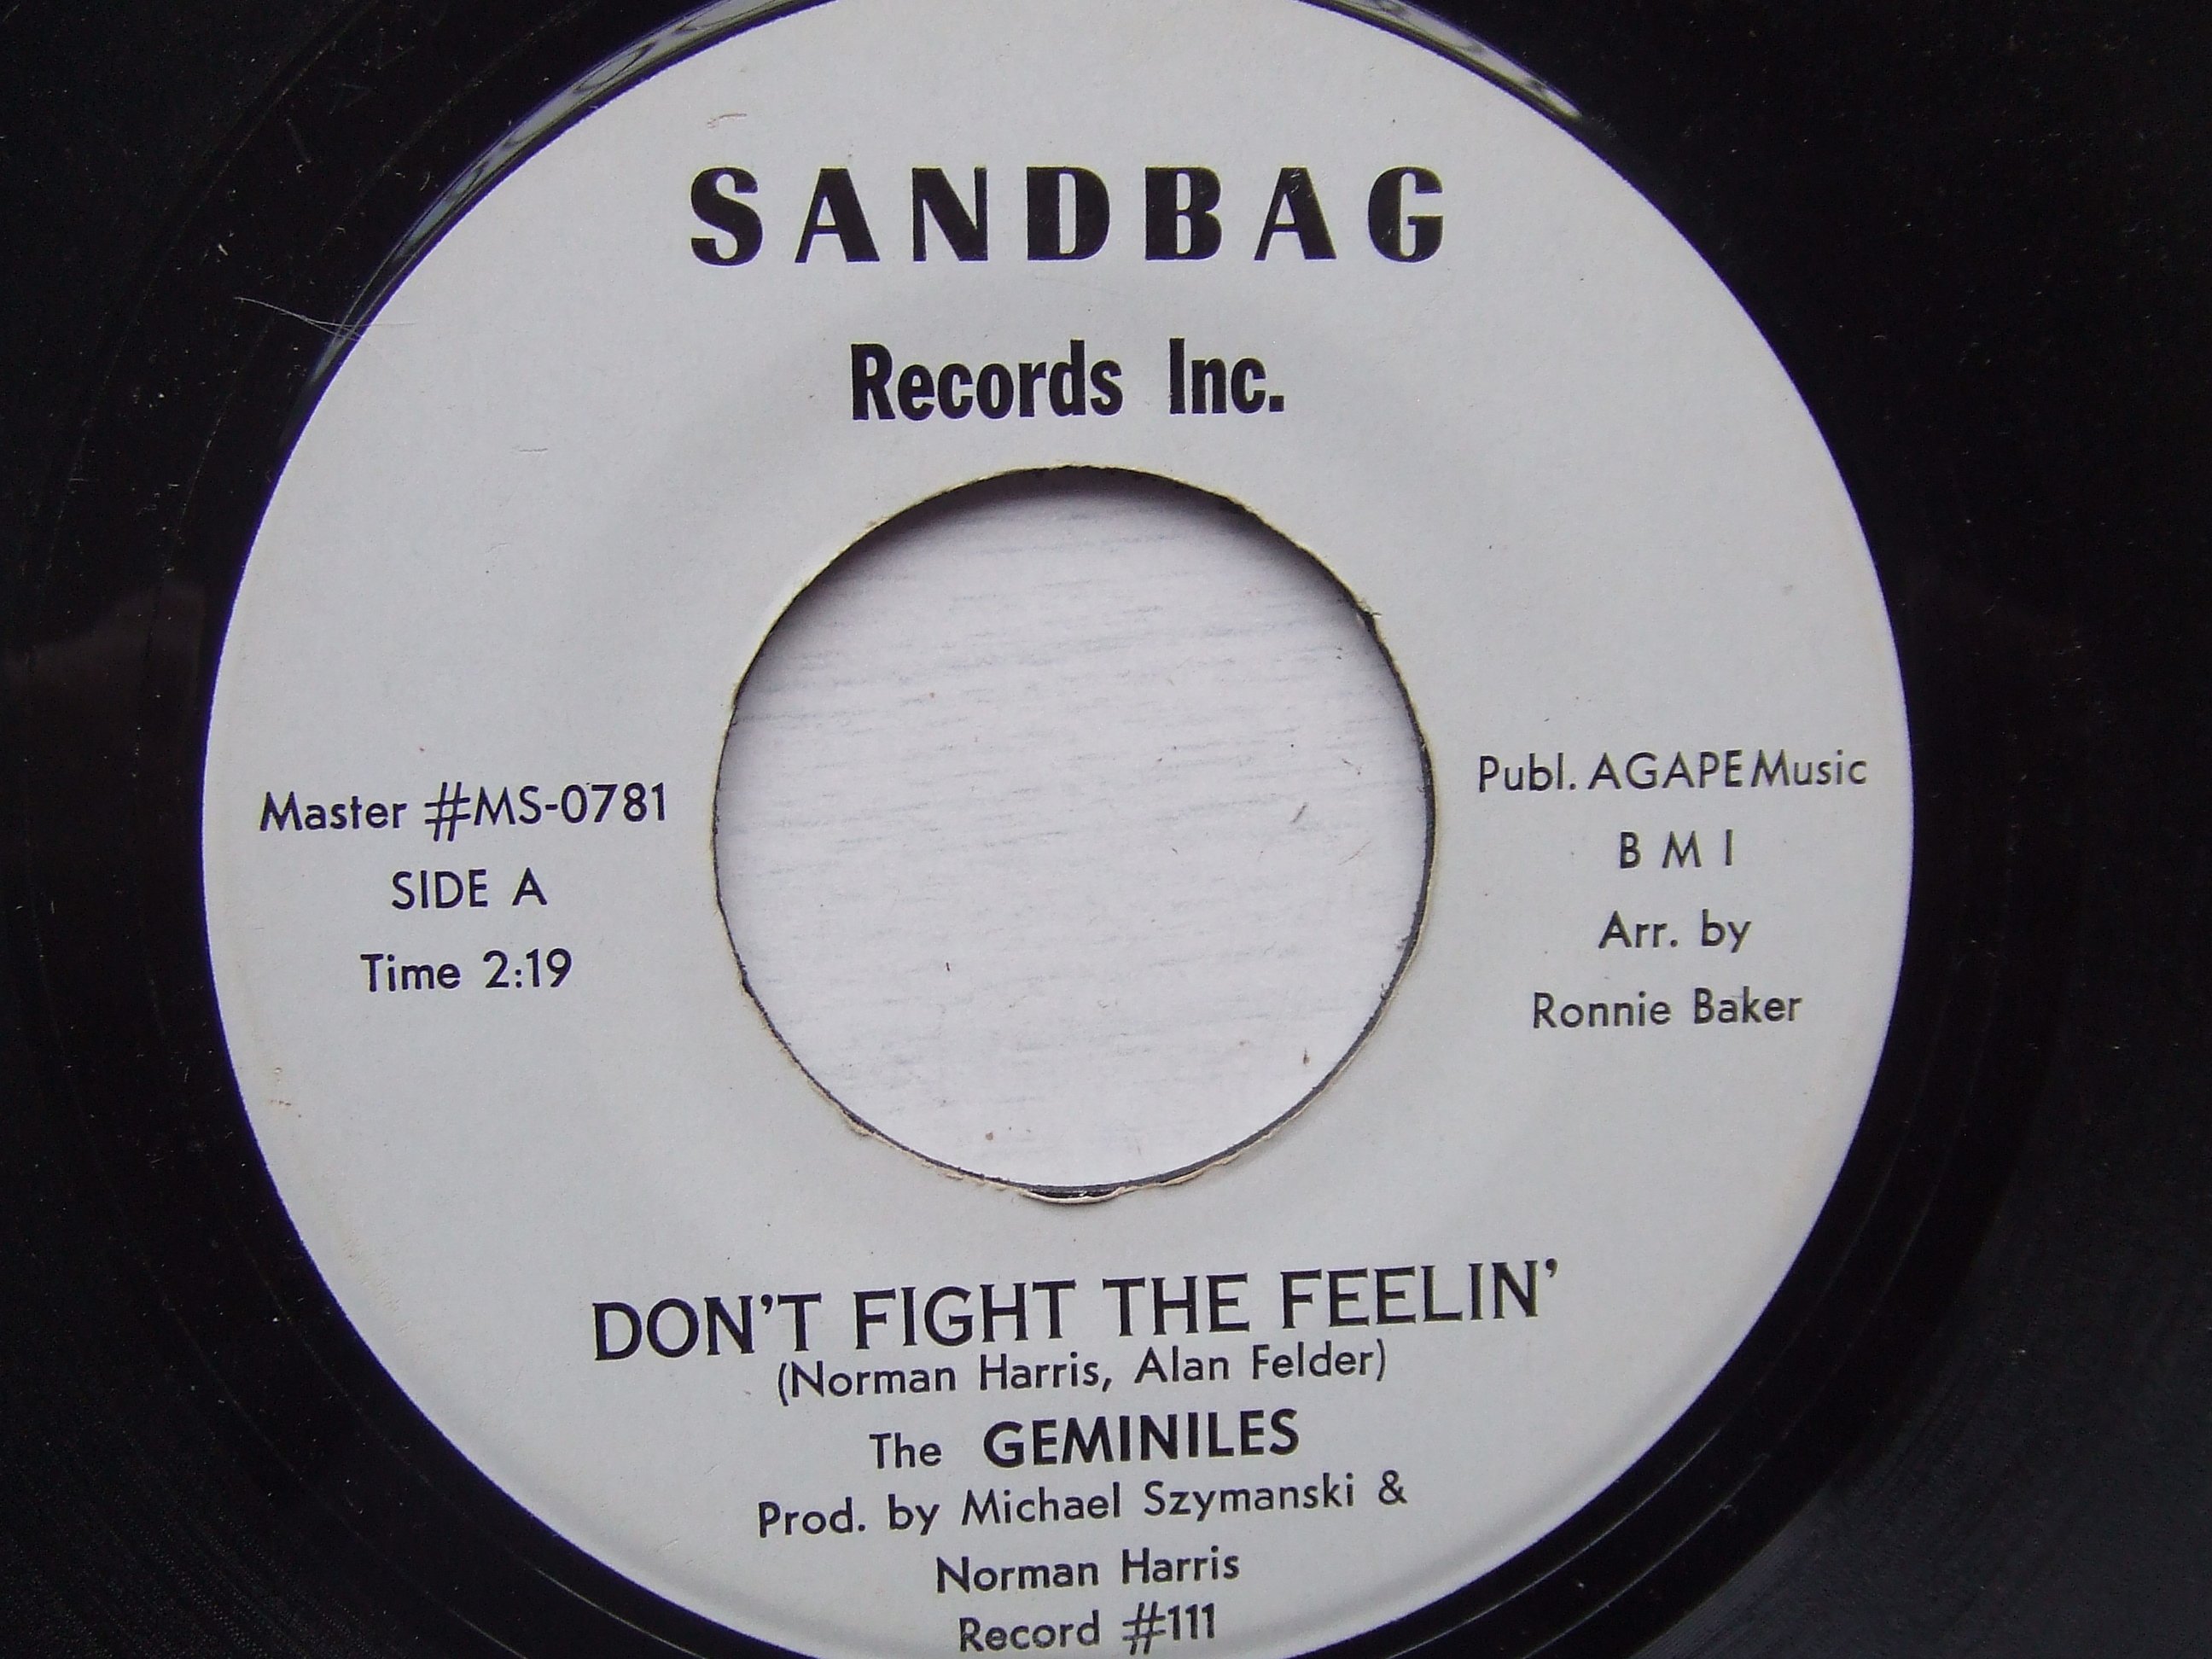 SANDBAG
Records Inc.
Master #MS-0781
SIDE A
Time 2:19
Publ. AGAPE Music
B M I
Arr. by
Ronnie Baker
DON'T FIGHT THE FEELIN'
(Norman Harris, Alan Felder)
The GEMINILES
Prod. by Michael Szymanski &
Norman Harris
Record #111